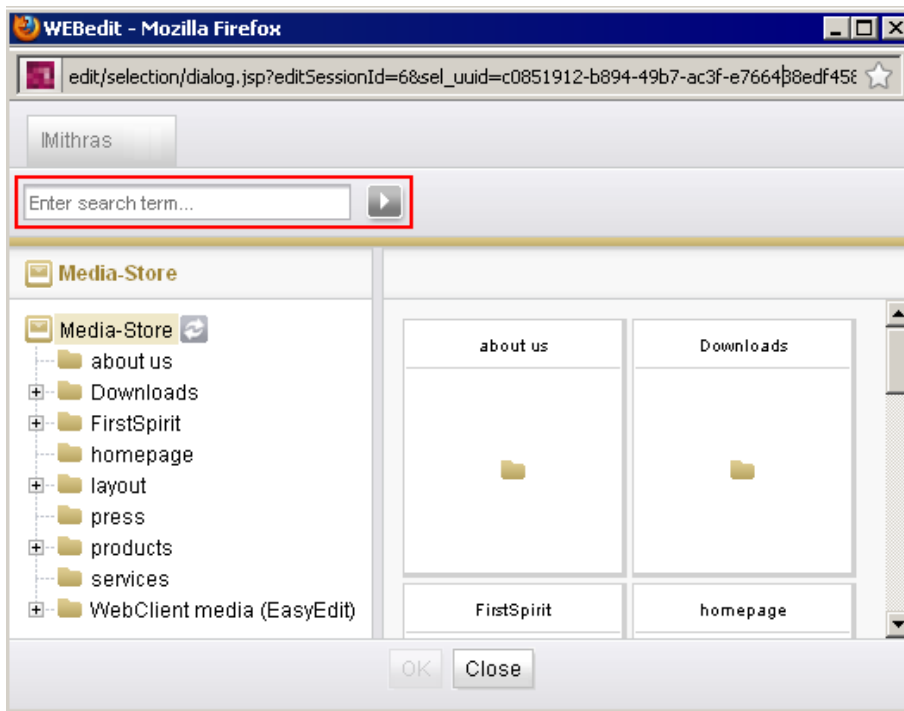 WEBedit - Mozilla Firefox
edit/selection/dialog.jsp?editSessionId=6&sel_uuid=c0851912-b894-49b7-ac3f-e766438edf458
Mithras
Enter search term...
Media-Store
Media-Store
about us
Downloads
FirstSpirit
homepage
layout
press
products
services
WebClient media (EasyEdit)
about us
Downloads
FirstSpirit
homepage
OK
Close